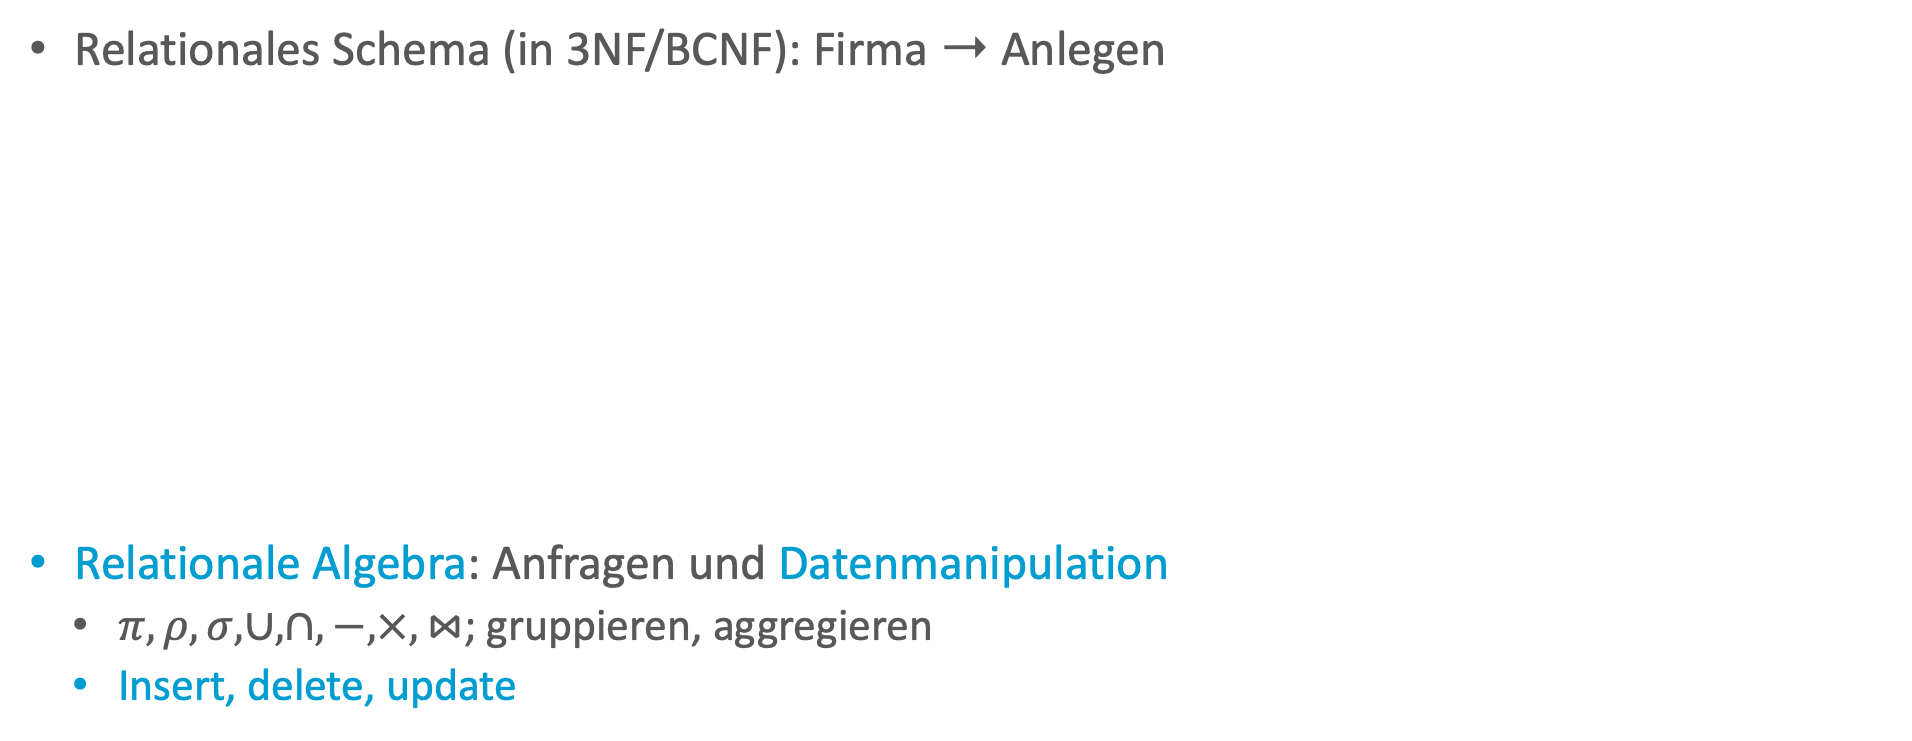 • Relationales Schema (in 3NF/BCNF): Firma → Anlegen
• Relationale Algebra: Anfragen und Datenmanipulation
• 𝜋, 𝜌, 𝜎,∪,∩, −,×, ⋈; gruppieren, aggregieren
• Insert, delete, update